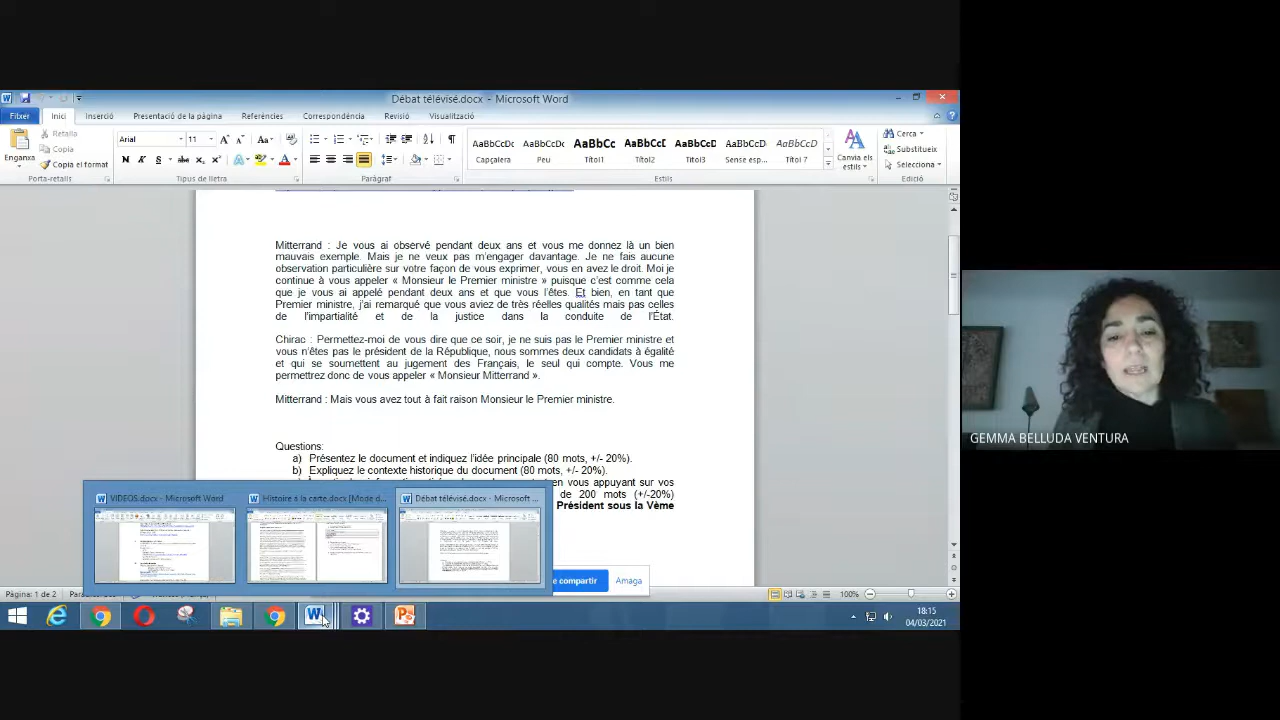 Débat télévisé.docx - Microsoft Word
Fitxer
Inici
Inserció
Presentació de la pàgina
Referències
Correspondència
Revisió
Visualització
Enganxa
Retalla
Copia
Copia el format
Porta-retalls
Arial
11
Tipus de lletra
Paràgraf
AaBbCcDc
AaBbCcDc
AaBbCc
AaBbCcL
AaBbCcDc
AaBbCcDc
AaBbCcD
Capçalera
Peu
Títol1
Títol2
Títol3
Sense esp...
Títol 7
Estils
Canvia els
estils
Cerca
Substitueix
Selecciona
Edició
Mitterrand : Je vous ai observé pendant deux ans et vous me donnez là un bien
mauvais exemple. Mais je ne veux pas m'engager davantage. Je ne fais aucune
observation particulière sur votre façon de vous exprimer, vous en avez le droit. Moi je
continue à vous appeler « Monsieur le Premier ministre » puisque c'est comme cela
que je vous ai appelé pendant deux ans et que vous l'êtes. Et bien, en tant que
Premier ministre, j'ai remarqué que vous aviez de très réelles qualités mais pas celles
de l'impartialité et de la justice dans la conduite de l'État.
Chirac : Permettez-moi de vous dire que ce soir, je ne suis pas le Premier ministre et
vous n'êtes pas le président de la République, nous sommes deux candidats à égalité
et qui se soumettent au jugement des Français, le seul qui compte. Vous me
permettrez donc de vous appeler « Monsieur Mitterrand ».
Mitterrand : Mais vous avez tout à fait raison Monsieur le Premier ministre.
Questions:
a) Présentez le document et indiquez l'idée principale (80 mots, +/- 20%).
b) Expliquez le contexte historique du document (80 mots, +/- 20%).
en vous appuyant sur vos
de 200 mots (+/-20%)
Président sous la Vème
VIDEOS.docx - Microsoft Word
Histoire à la carte.docx [Mode d...
Débat télévisé.docx - Microsoft ...
e compartir
Amaga
Pàgina: 1 de 2
100%
18:15
04/03/2021
GEMMA BELLUDA VENTURA